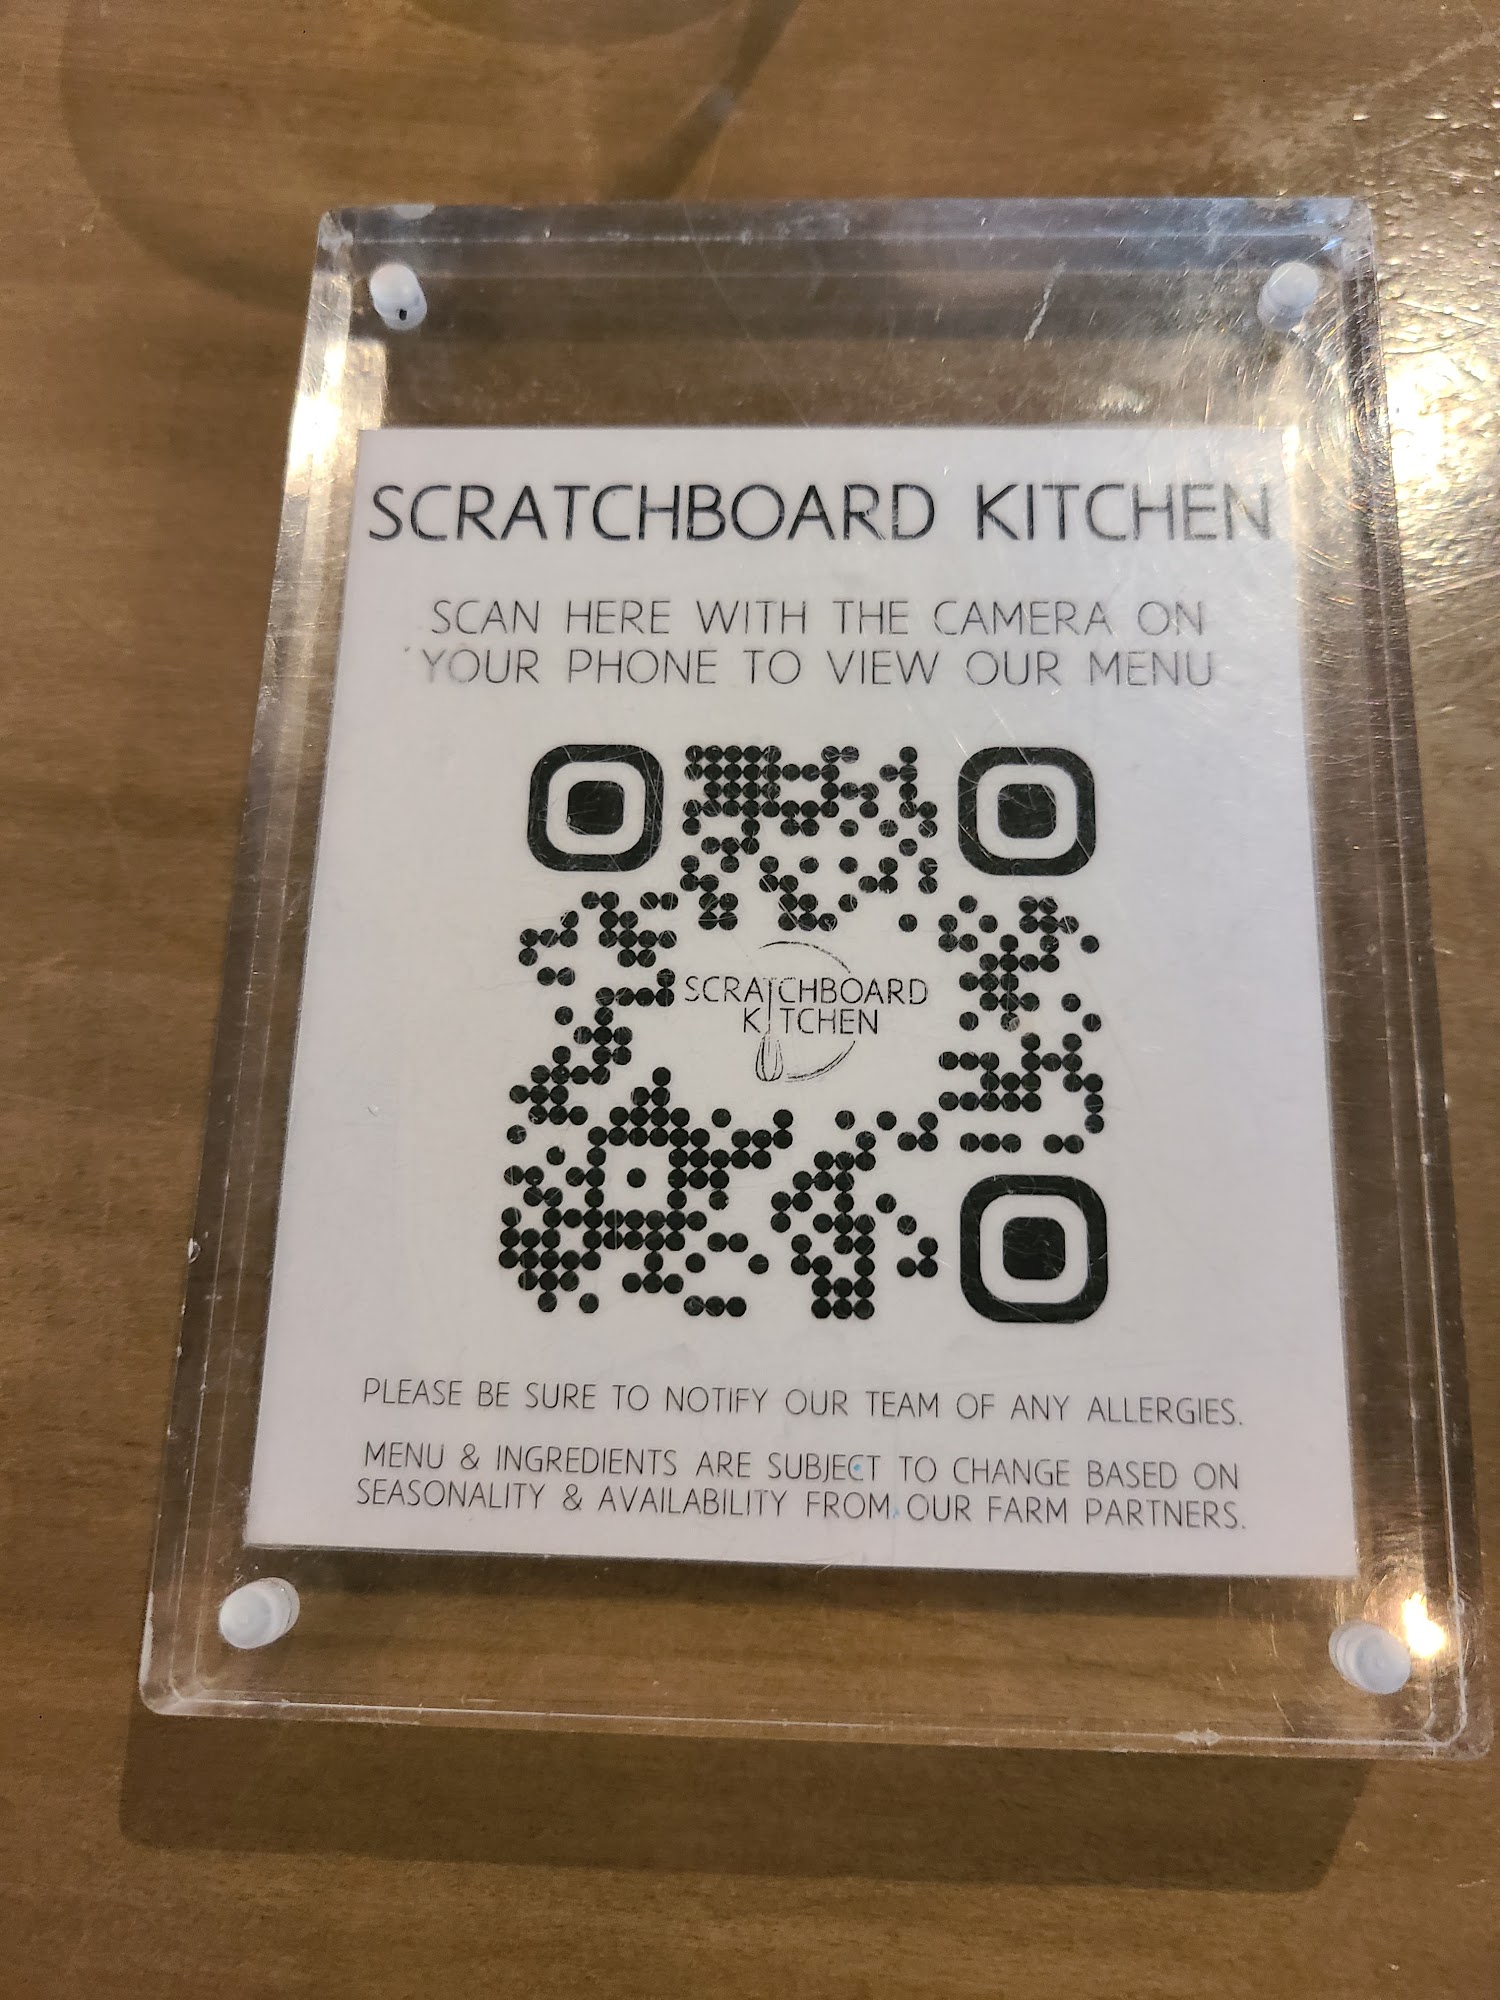 SCRATCHBOARD KITCHEN
SCAN HERE WITH THE CAMERA ON
YOUR PHONE TO VIEW OUR MENU
SCRATCHBOARD
KITCHEN
PLEASE BE SURE TO NOTIFY OUR TEAM OF ANY ALLERGIES.
MENU & INGREDIENTS ARE SUBJECT TO CHANGE BASED ON
SEASONALITY & AVAILABILITY FROM OUR FARM PARTNERS.